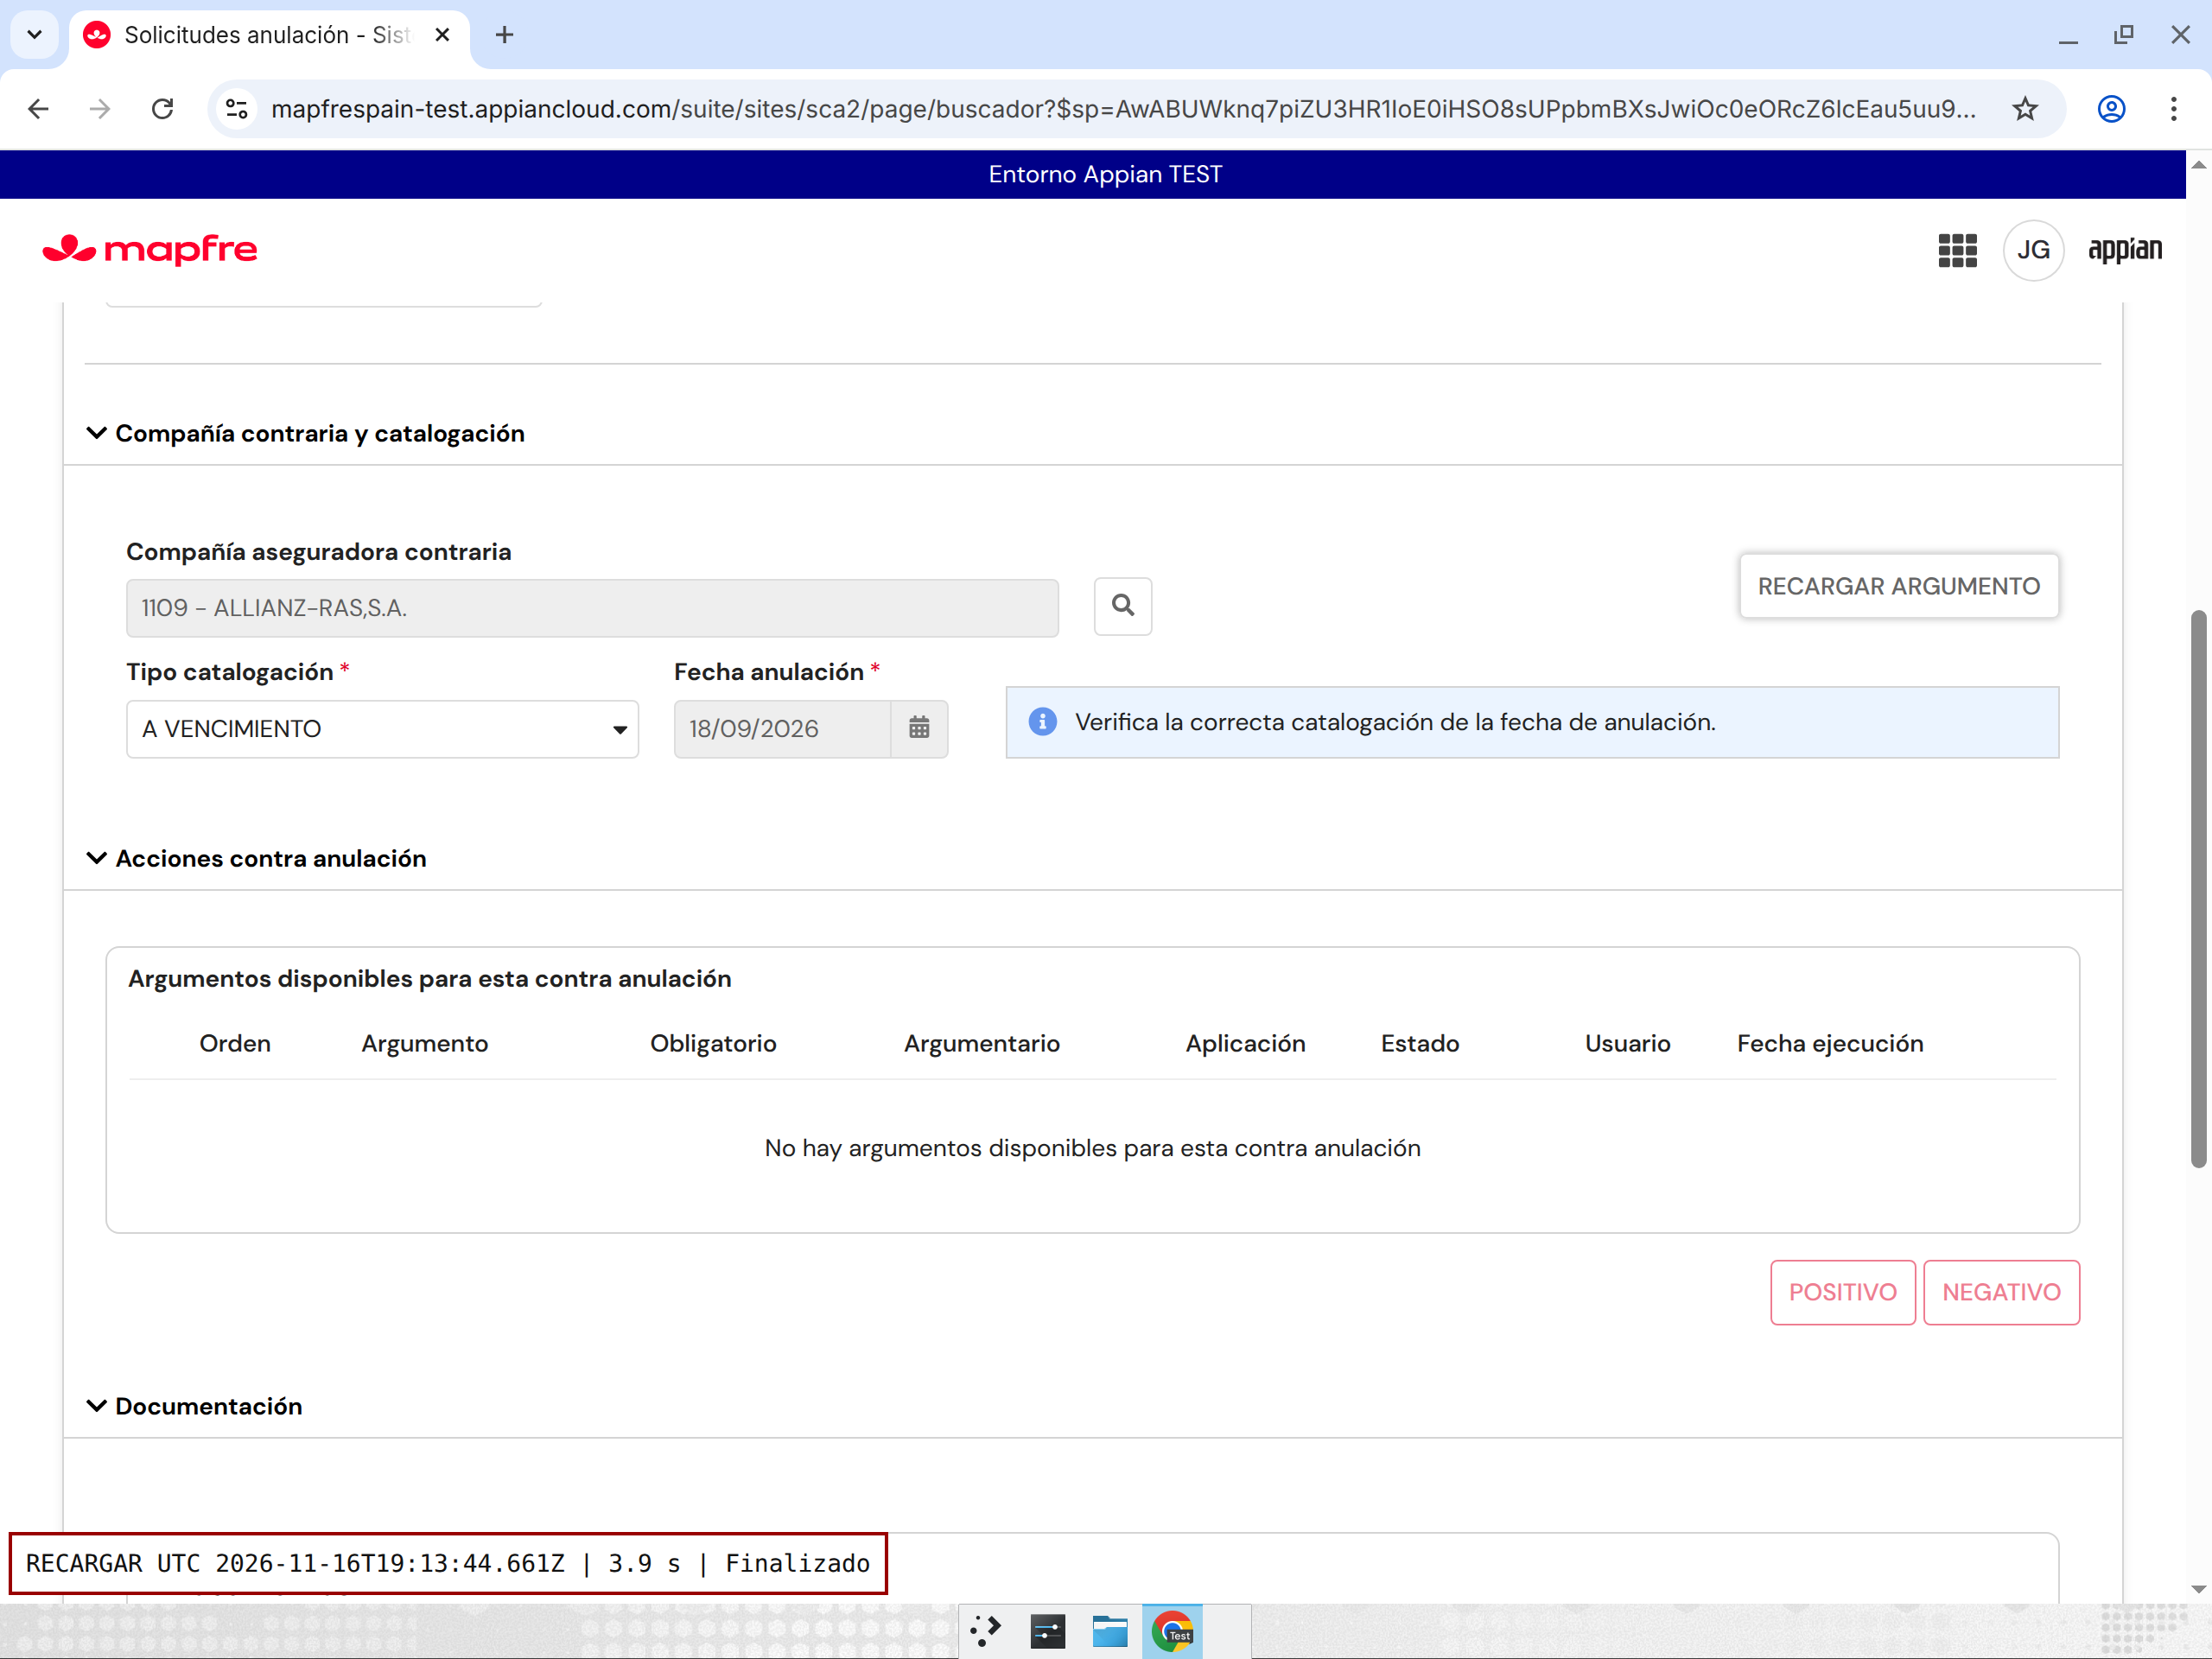 Solicitudes anulación - Sist
mapfrespain-test.appiancloud.com/suite/sites/sca2/page/buscador?$sp=AwABUWknq7piZU3HR1IoE0iHSO8sUPpbmBXsJwiOc0eORcZ6lcEau5uu9...
Entorno Appian TEST
mapfre
JG
appian
Compañía contraria y catalogación
Compañía aseguradora contraria
1109 - ALLIANZ-RAS,S.A.
RECARGAR ARGUMENTO
Tipo catalogación *
Fecha anulación *
A VENCIMIENTO
18/09/2026
Verifica la correcta catalogación de la fecha de anulación.
Acciones contra anulación
Argumentos disponibles para esta contra anulación
Orden Argumento Obligatorio Argumentario Aplicación Estado Usuario Fecha ejecución
No hay argumentos disponibles para esta contra anulación
POSITIVO
NEGATIVO
Documentación
RECARGAR UTC 2026-11-16T19:13:44.661Z | 3.9 s | Finalizado
Test